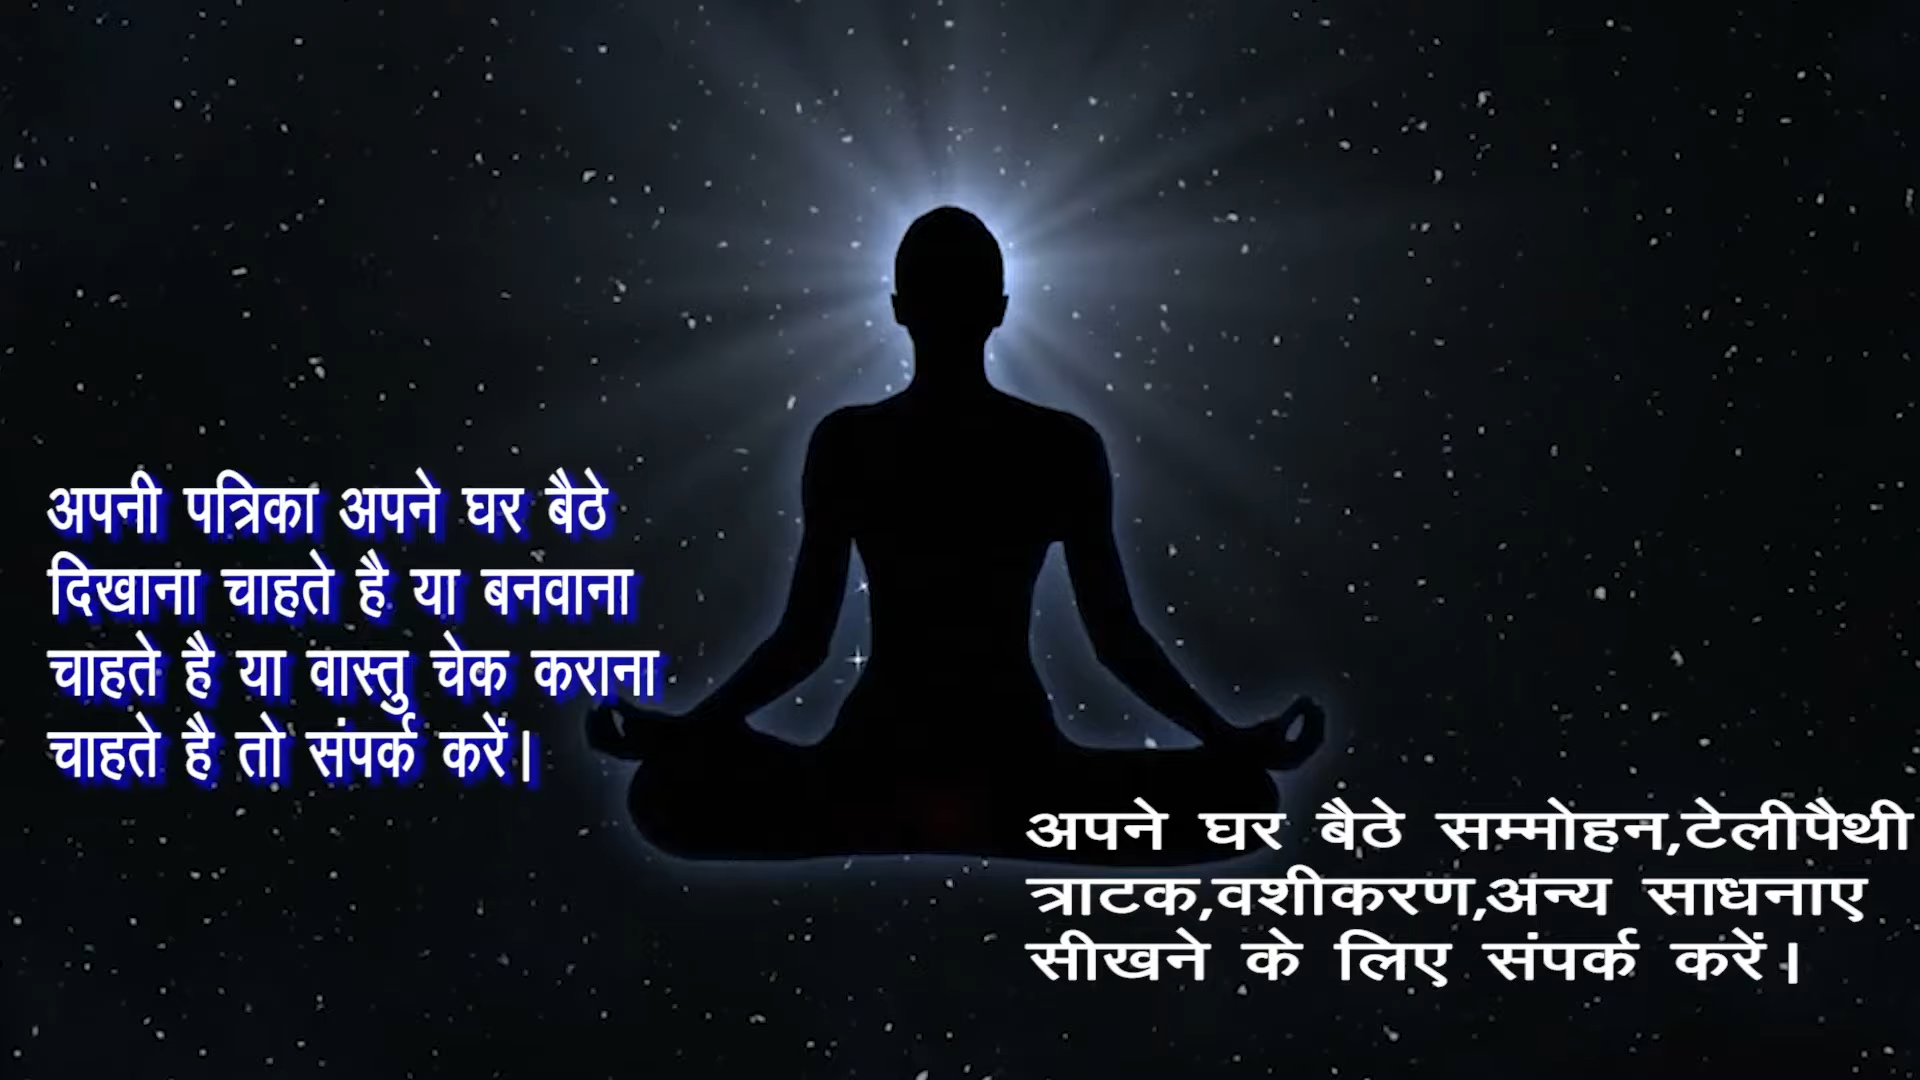 अपनी पत्रिका अपने घर बैठे
दिखाना चाहते है या बनवाना
चाहते है या वास्तु चेक कराना
चाहते है तो संपर्क करें।
अपने घर बैठे सम्मोहन,टेलीपैथी
त्राटक,वशीकरण,अन्य साधनाए
सीखने के लिए संपर्क करें।